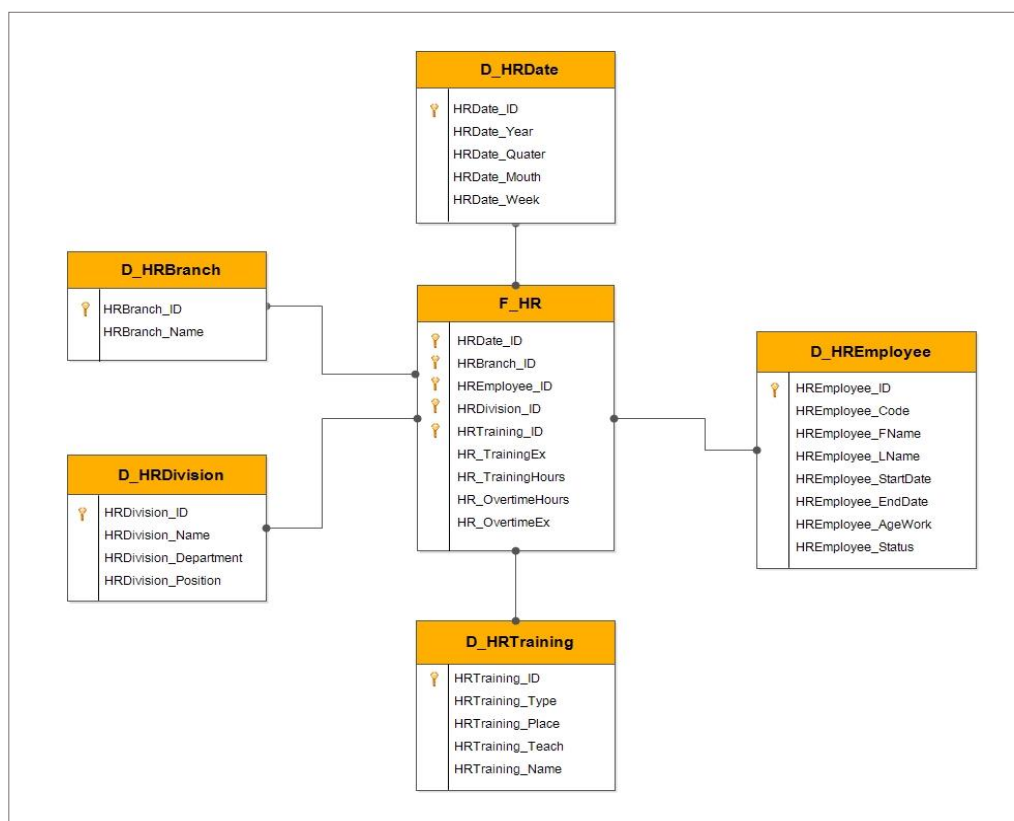 D_HRDate
HRDate_ID
HRDate_Year
HRDate_Quater
HRDate_Mouth
HRDate_Week
D_HRBranch
HRBranch_ID
HRBranch_Name
F_HR
HRDate_ID
HRBranch_ID
HREmployee_ID
HRDivision_ID
HRTraining_ID
HR_TrainingEx
HR_TrainingHours
HR_OvertimeHours
HR_OvertimeEx
D_HREmployee
HREmployee_ID
HREmployee_Code
HREmployee_FName
HREmployee_LName
HREmployee_StartDate
HREmployee_EndDate
HREmployee_AgeWork
HREmployee_Status
D_HRDivision
HRDivision_ID
HRDivision_Name
HRDivision_Department
HRDivision_Position
D_HRTraining
HRTraining_ID
HRTraining_Type
HRTraining_Place
HRTraining_Teach
HRTraining_Name